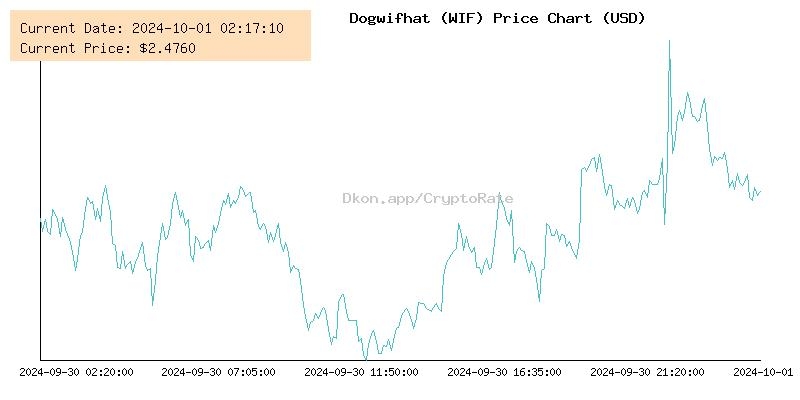 Dogwifhat (WIF) Price Chart (USD)
Current Date: 2024-10-01 02:17:10
Current Price: $2.4760
Dkon.app/CryptoRate
2024-09-30 02:20:00 2024-09-30 07:05:00 2024-09-30 11:50:00 2024-09-30 16:35:00 2024-09-30 21:20:00 2024-10-01